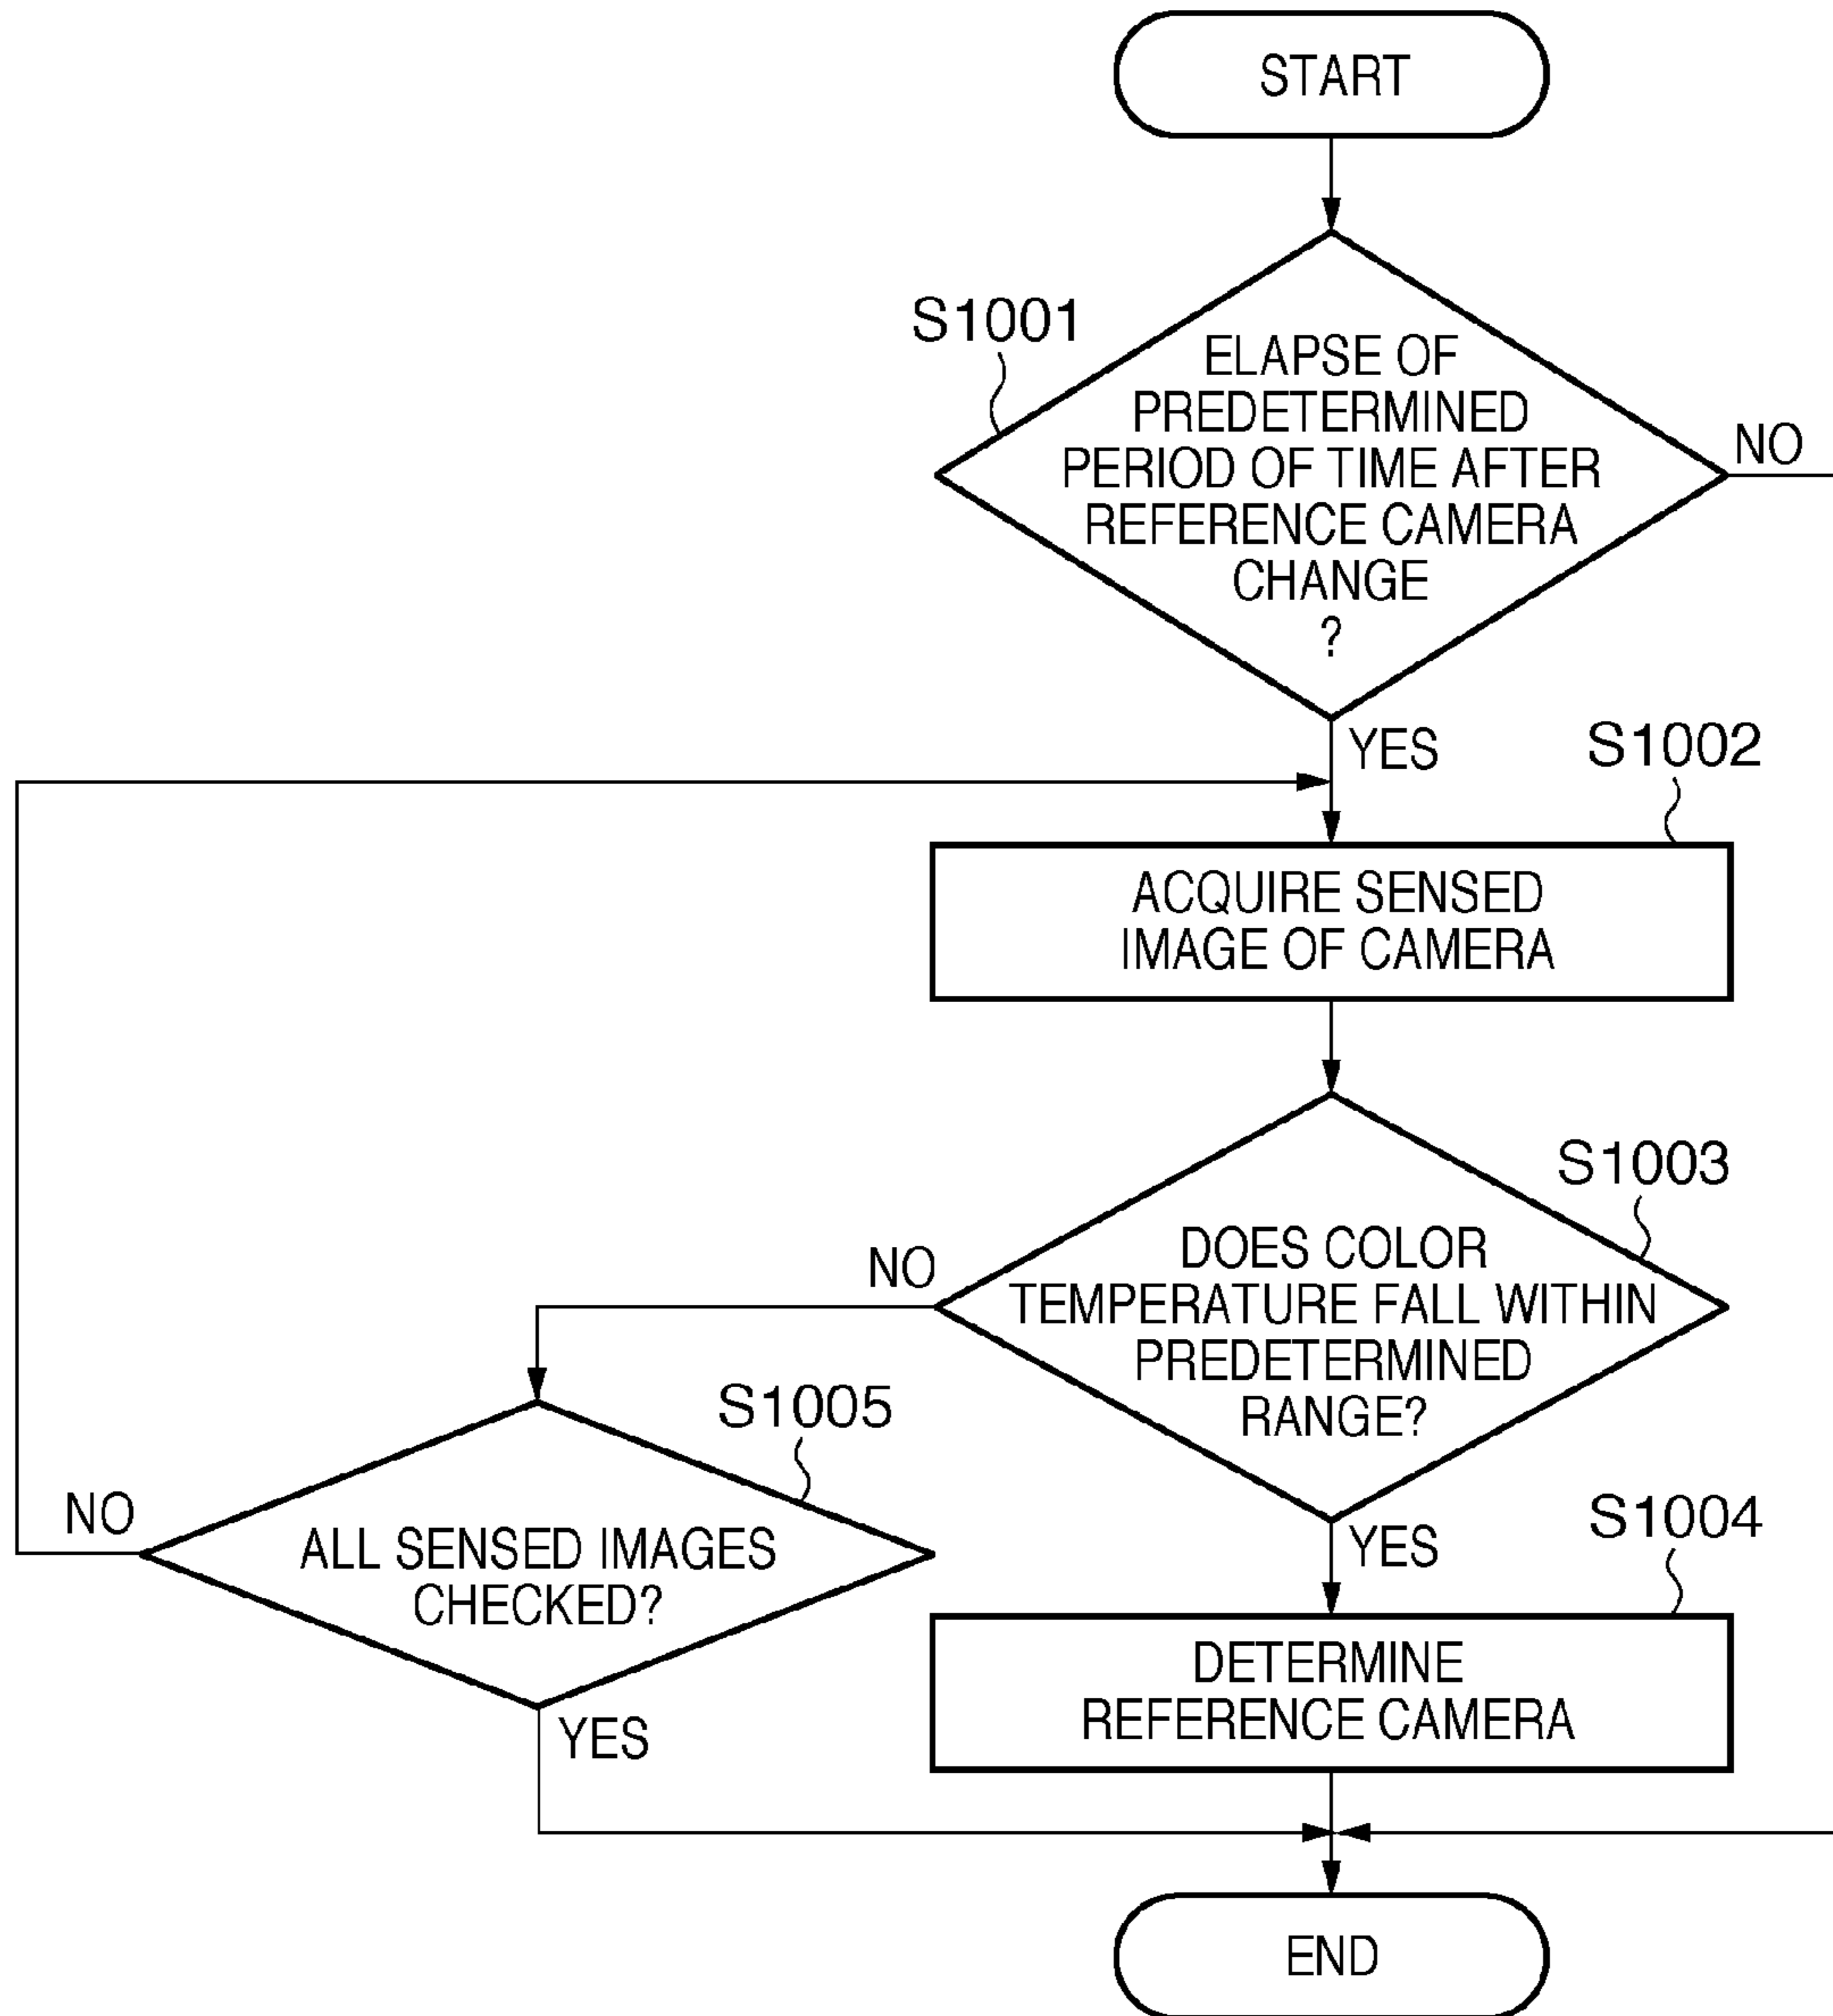 START
S1001
ELAPSE OF
PREDETERMINED
PERIOD OF TIME AFTER
REFERENCE CAMERA
CHANGE
?
NO
YES
S1002
ACQUIRE SENSED
IMAGE OF CAMERA
S1003
DOES COLOR
TEMPERATURE FALL WITHIN
PREDETERMINED
RANGE?
NO
S1005
NO
ALL SENSED IMAGES
CHECKED?
YES
YES
S1004
DETERMINE
REFERENCE CAMERA
END